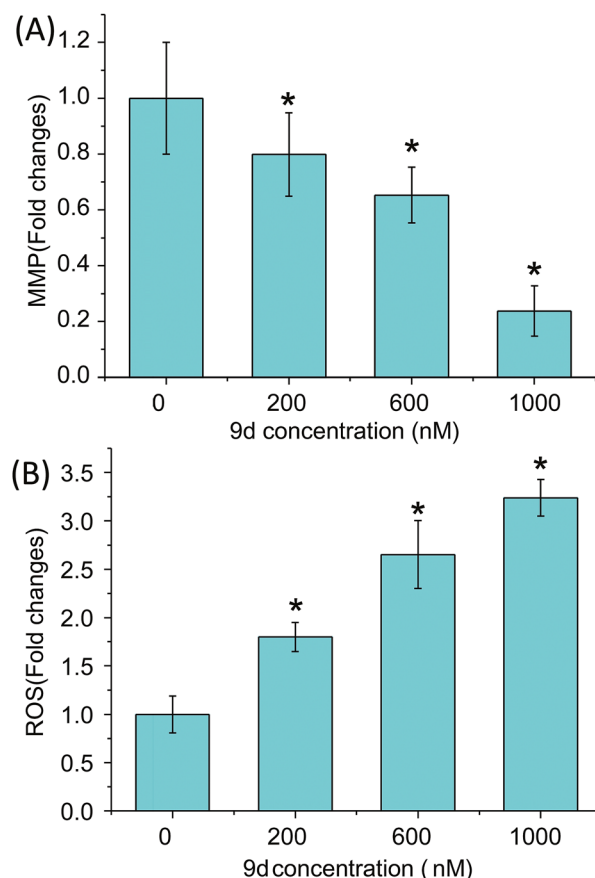 (A)
1.2
1.0
0.8
0.6
0.4
0.2
0.0
MMP(Fold changes)
*
*
*
0 200 600 1000
9d concentration (nM)
(B)
3.5
3.0
2.5
2.0
1.5
1.0
0.5
0.0
ROS(Fold changes)
*
*
*
0 200 600 1000
9d concentration ( nM)